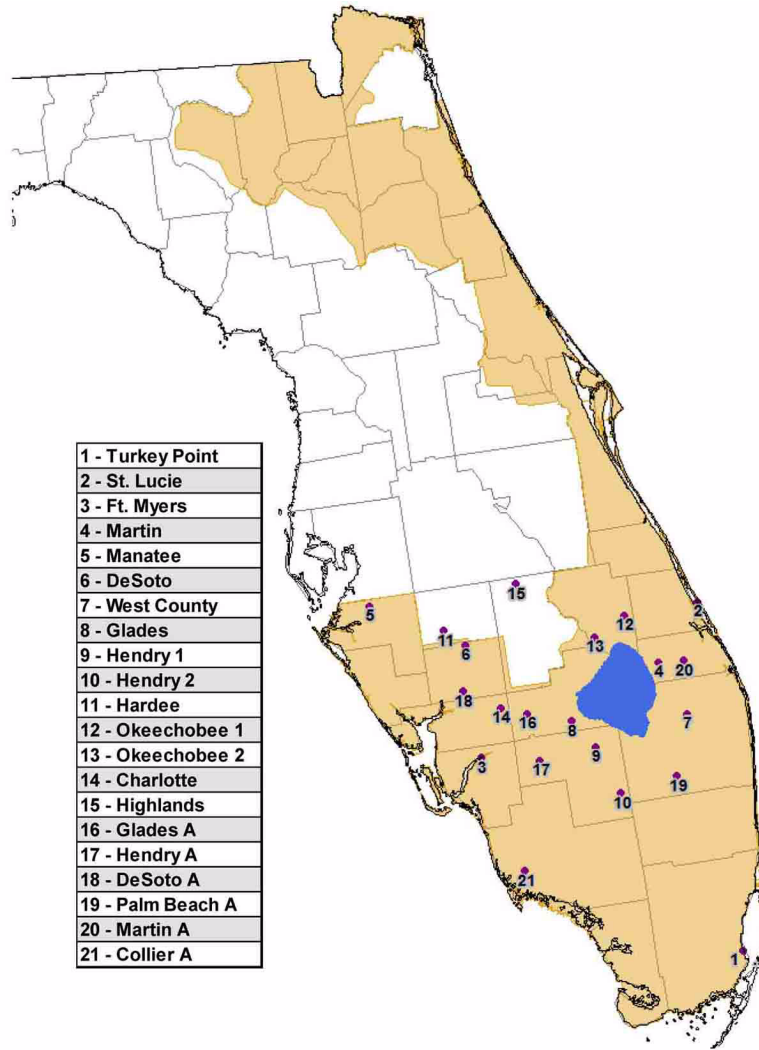 1 - Turkey Point
2 - St. Lucie
3 - Ft. Myers
4 - Martin
5 - Manatee
6 - DeSoto
7 - West County
8 - Glades
9 - Hendry 1
10 - Hendry 2
11 - Hardee
12 - Okeechobee 1
13 - Okeechobee 2
14 - Charlotte
15 - Highlands
16 - Glades A
17 - Hendry A
18 - DeSoto A
19 - Palm Beach A
20 - Martin A
21 - Collier A
15
5
2
12
11
13
6
4
20
18
14
16
7
8
9
3
17
19
10
21
1